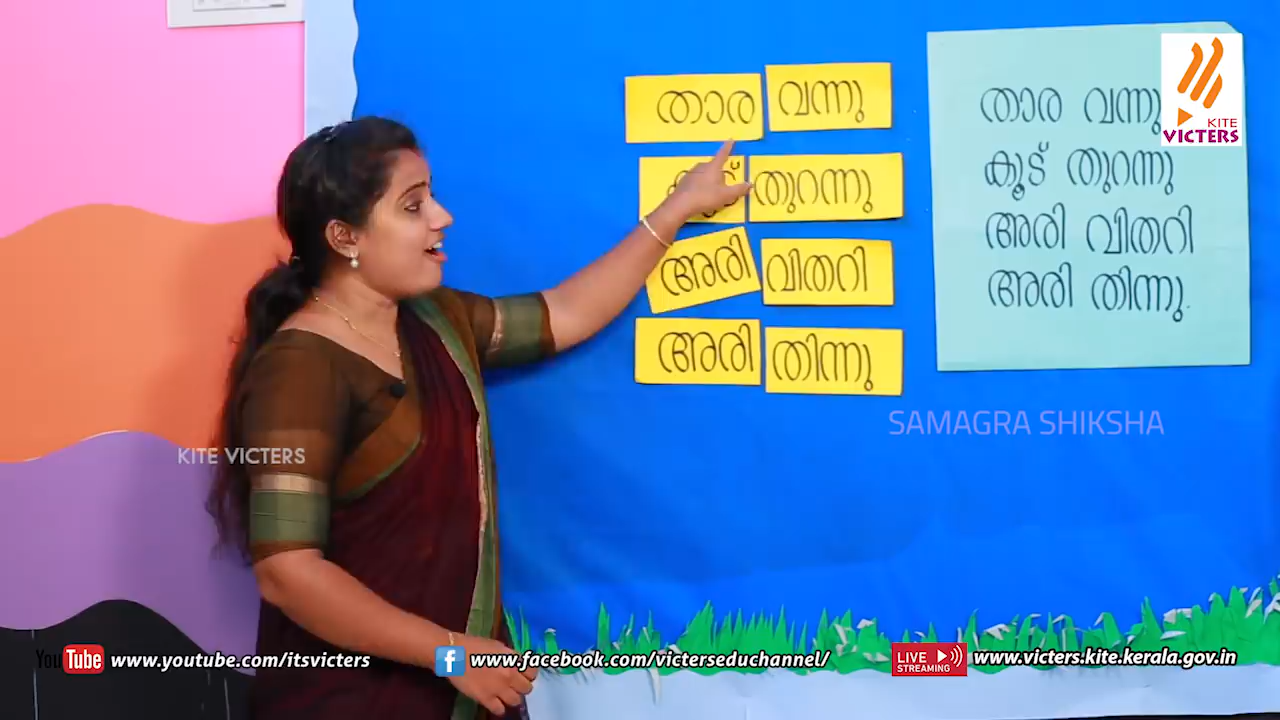 താര വന്നു
തുറന്നു
അരി വിതറി
അരി തിന്നു
താര വന്നു
കൂട് തുറന്നു
അരി വിതറി
അരി തിന്നു.
KITE
VICTERS
SAMAGRA SHIKSHA
KITE VICTERS
YouTube www.youtube.com/itsvicters
f www.facebook.com/victerseduchannel/
LIVE STREAMING www.victers.kite.kerala.gov.in